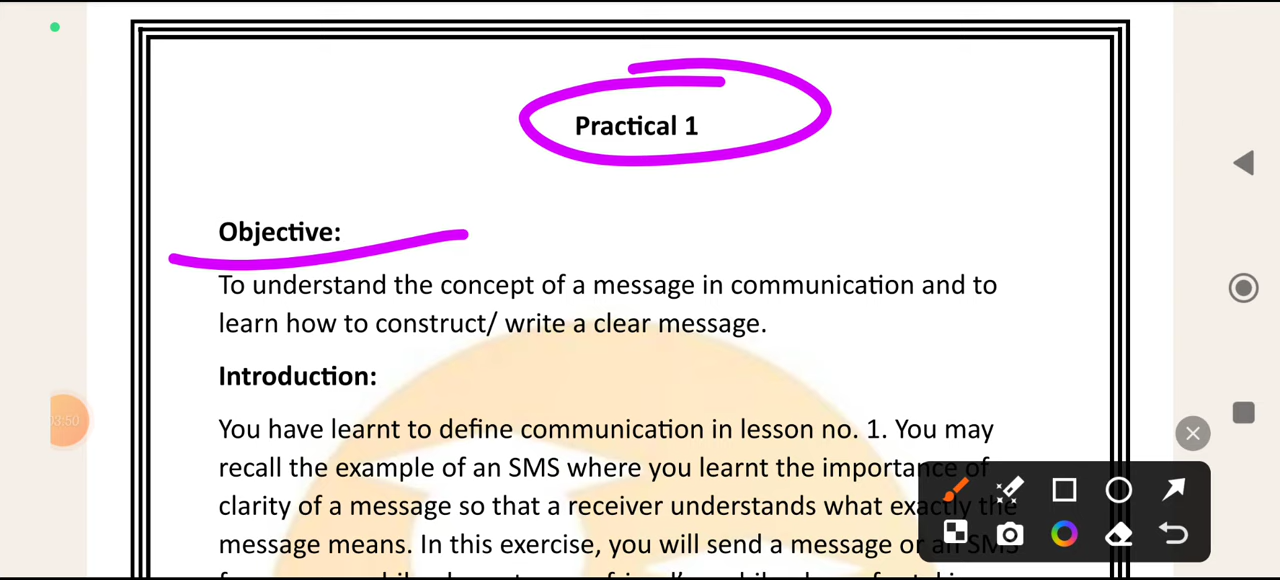 Practical 1
Objective:
To understand the concept of a message in communication and to
learn how to construct/ write a clear message.
Introduction:
You have learnt to define communication in lesson no. 1. You may
recall the example of an SMS where you learnt the importance of
clarity of a message so that a receiver understands what exactly the
message means. In this exercise, you will send a message or an SMS
03:50